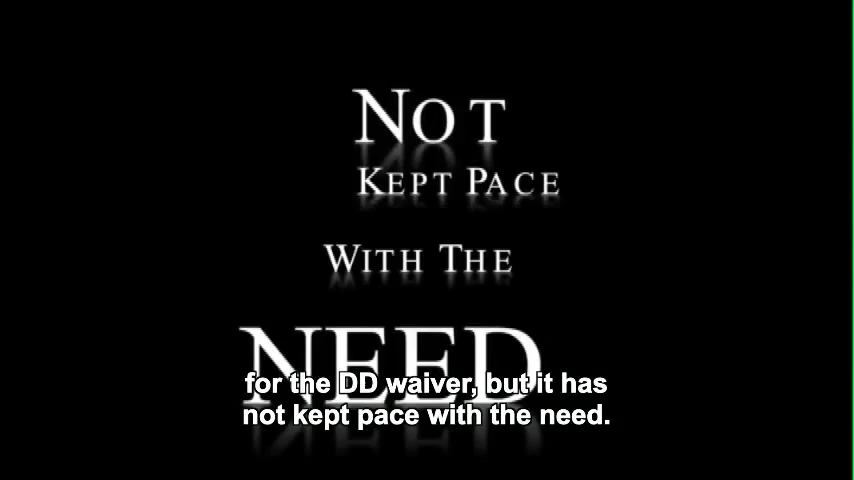 NOT
KEPT PACE
WITH THE
NEED
for the DD waiver, but it has
not kept pace with the need.